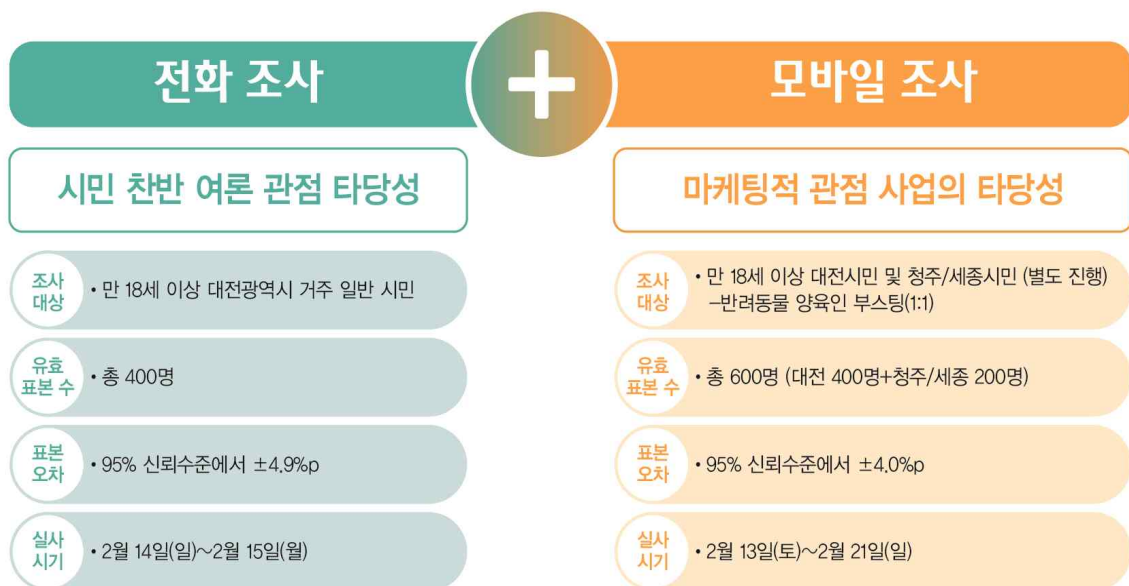 전화 조사
시민 찬반 여론 관점 타당성
조사
대상
• 만 18세 이상 대전광역시 거주 일반 시민
유효
표본 수
• 총 400명
표본
오차
• 95% 신뢰수준에서 ±4.9%p
실사
시기
• 2월 14일(일)~2월 15일(월)
+
모바일 조사
마케팅적 관점 사업의 타당성
조사
대상
• 만 18세 이상 대전시민 및 청주/세종시민 (별도 진행)
–반려동물 양육인 부스팅(1:1)
유효
표본 수
• 총 600명 (대전 400명+청주/세종 200명)
표본
오차
• 95% 신뢰수준에서 ±4.0%p
실사
시기
• 2월 13일(토)~2월 21일(일)